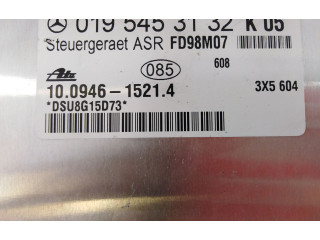 019 545 31 32 K 05
Steuergeraet ASR FD98M07
Ate 085 608
10.0946-1521.4 3X5 604
*DSU8G15D73*